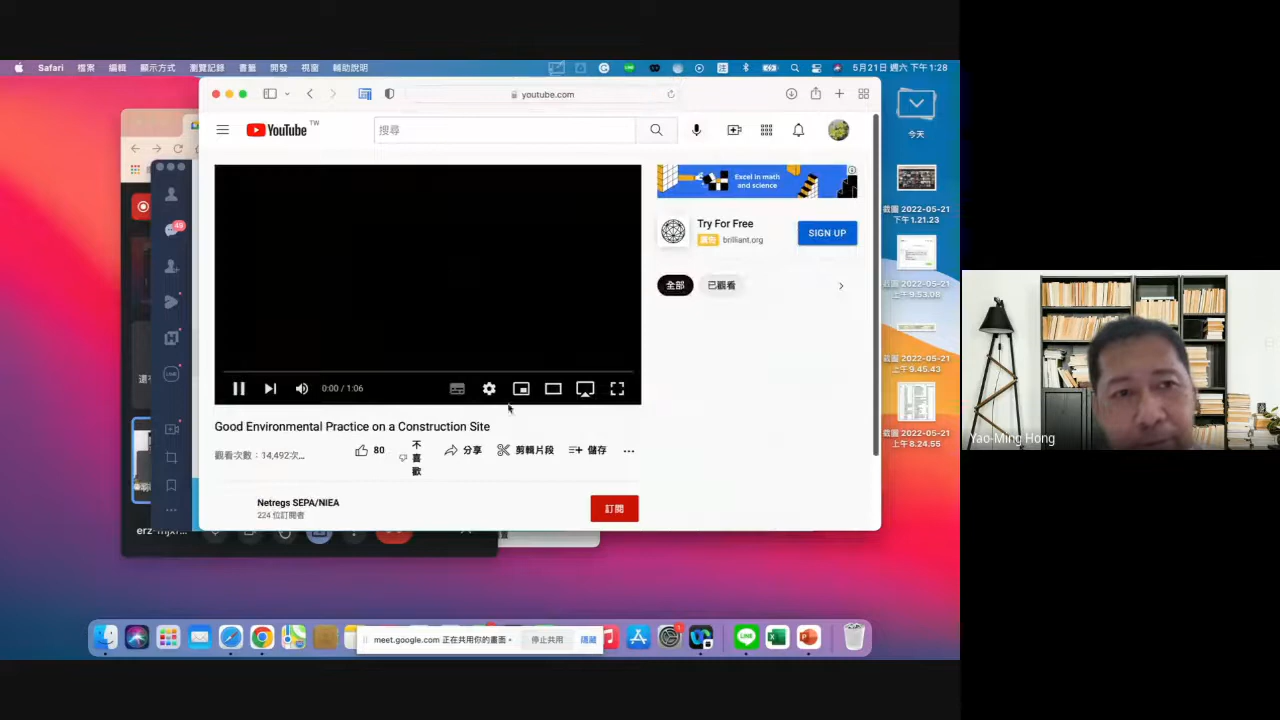 Safari 檔案 編輯 顯示方式 瀏覽記錄 書籤 開發 視窗 輔助說明
5月21日 週六 下午1:28
youtube.com
YouTube TW
搜尋
今天
Excel in math
and science
Try For Free
廣告 brilliant.org
SIGN UP
全部 已觀看
截圖 2022-05-21
下午1.21.23
截圖 2022-05-21
上午9.53.08
截圖 2022-05-21
上午9.45.43
截圖 2022-05-21
上午8.24.55
49
LIVE
0:00 / 1:06
Good Environmental Practice on a Construction Site
觀看次數：14,492次...
80
不喜歡
分享
剪輯片段
儲存
Netregs SEPA/NIEA
224 位訂閱者
訂閱
meet.google.com 正在共用你的畫面。
停止共用
隱藏
1
Yao-Ming Hong